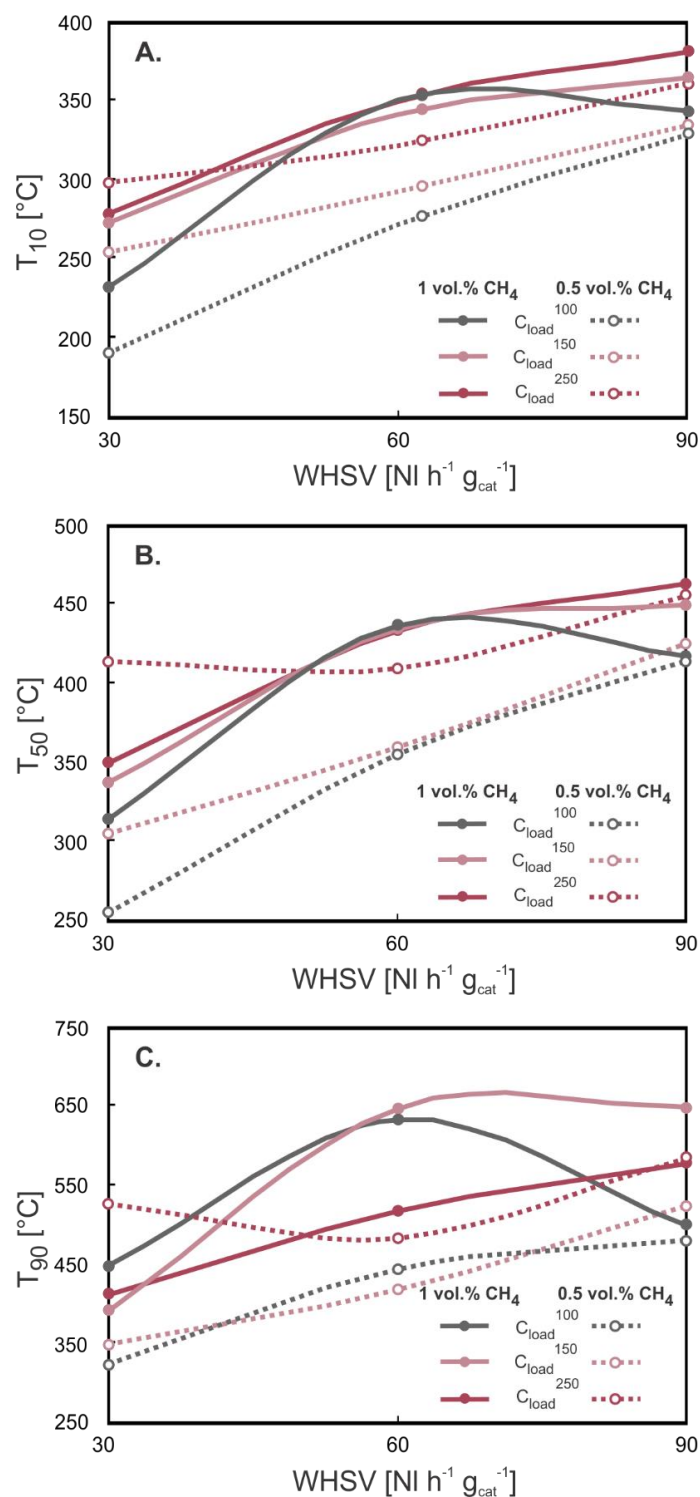 400
A.
350
300
250
200
150
T10 [°C]
1 vol.% CH4 0.5 vol.% CH4
Cload100
Cload150
Cload250
30 60 90
WHSV [Nl h-1 gcat-1]
500
B.
450
400
350
300
250
T50 [°C]
1 vol.% CH4 0.5 vol.% CH4
Cload100
Cload150
Cload250
30 60 90
WHSV [Nl h-1 gcat-1]
750
C.
650
550
450
350
250
T90 [°C]
1 vol.% CH4 0.5 vol.% CH4
Cload100
Cload150
Cload250
30 60 90
WHSV [Nl h-1 gcat-1]